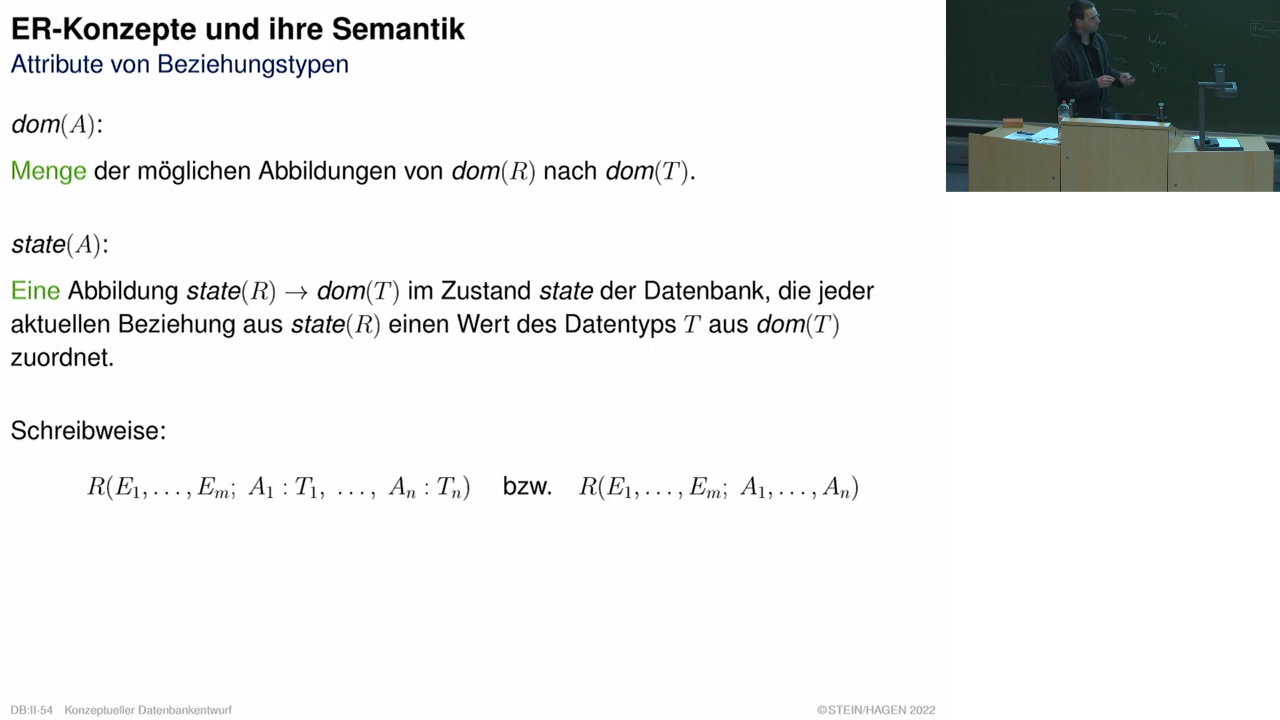 ER-Konzepte und ihre Semantik
Attribute von Beziehungstypen
dom(A):
Menge der möglichen Abbildungen von dom(R) nach dom(T).
state(A):
Eine Abbildung state(R) → dom(T) im Zustand state der Datenbank, die jeder
aktuellen Beziehung aus state(R) einen Wert des Datentyps T aus dom(T)
zuordnet.
Schreibweise:
R(E₁, …, Eₘ; A₁ : T₁, …, Aₙ : Tₙ) bzw. R(E₁, …, Eₘ; A₁, …, Aₙ)
DB:II-54 Konzeptueller Datenbankentwurf
©STEIN/HAGEN 2022